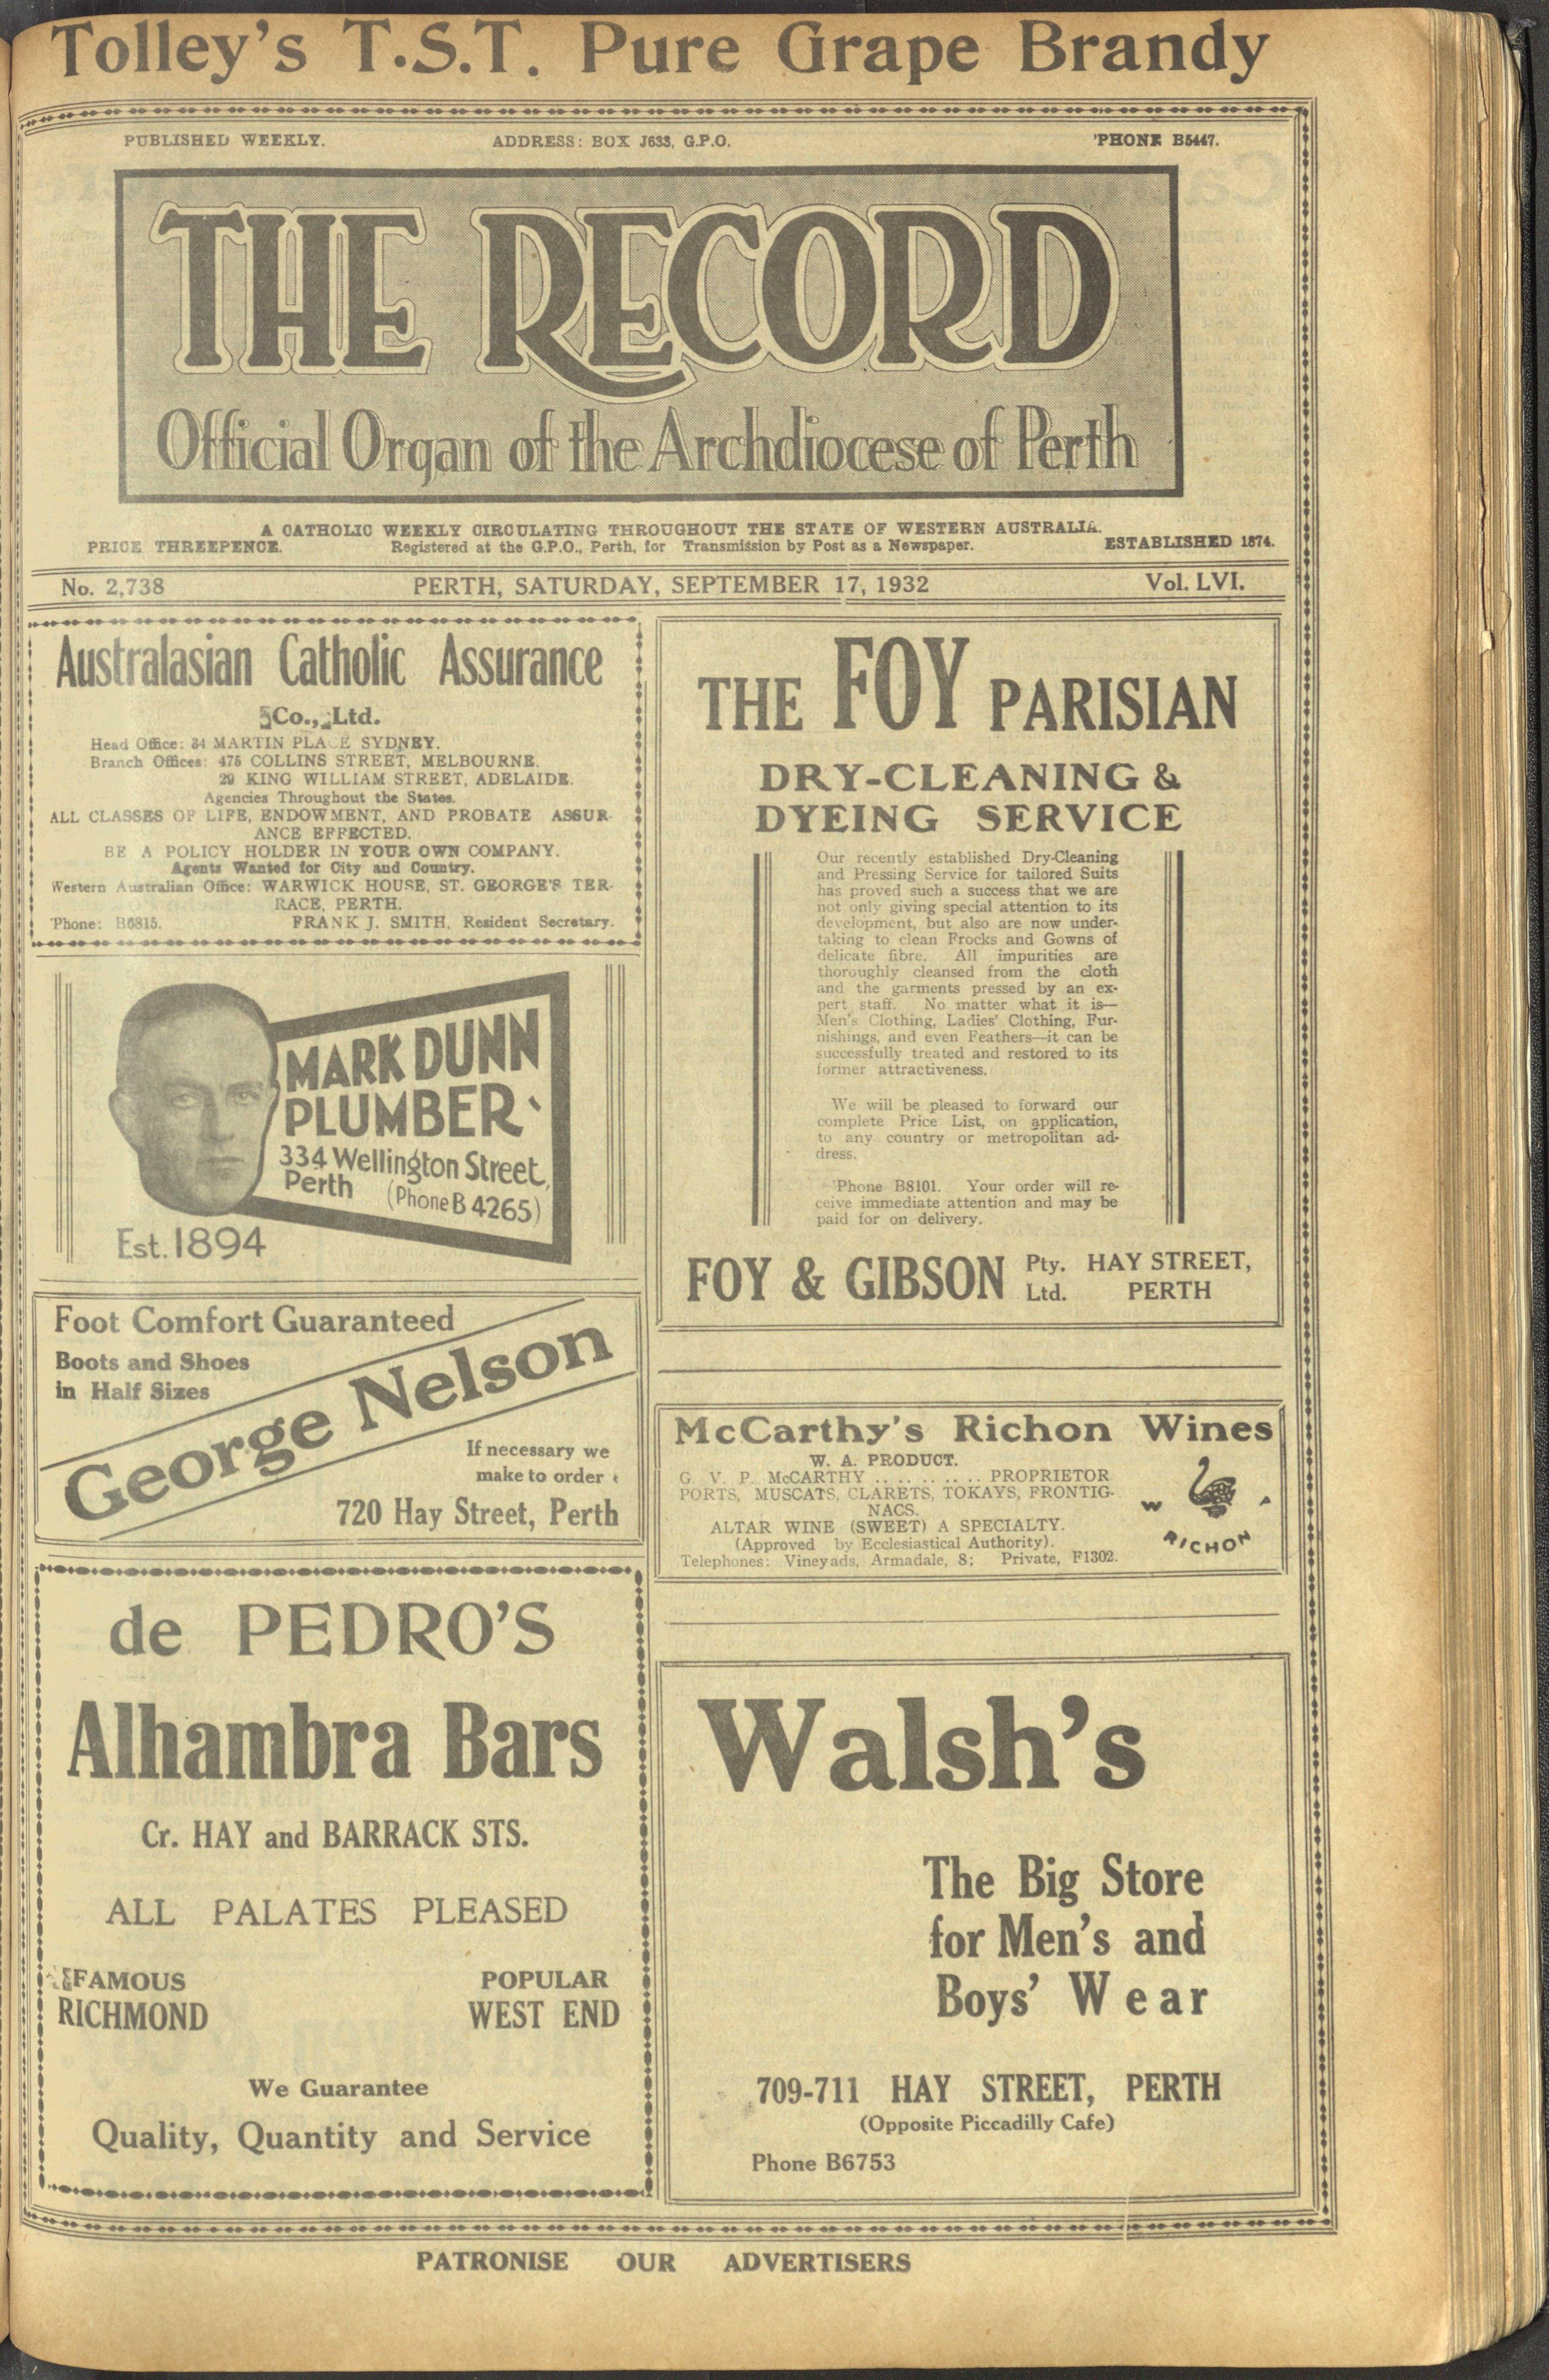 Tolley's T.S.T. Pure Grape Brandy
PUBLISHED WEEKLY. ADDRESS: BOX J633, G.P.O. 'PHONE B5447.
THE RECORD
Official Organ of the Archdiocese of Perth
A CATHOLIC WEEKLY CIRCULATING THROUGHOUT THE STATE OF WESTERN AUSTRALIA.
PRICE THREEPENCE. Registered at the G.P.O., Perth, for Transmission by Post as a Newspaper. ESTABLISHED 1874.
No. 2,738 PERTH, SATURDAY, SEPTEMBER 17, 1932 Vol. LVI.
Australasian Catholic Assurance
Co., Ltd.
Head Office: 34 MARTIN PLACE SYDNEY.
Branch Offices: 475 COLLINS STREET, MELBOURNE.
29 KING WILLIAM STREET, ADELAIDE.
Agencies Throughout the States.
ALL CLASSES OF LIFE, ENDOWMENT, AND PROBATE ASSUR-
ANCE EFFECTED.
BE A POLICY HOLDER IN YOUR OWN COMPANY.
Agents Wanted for City and Country.
Western Australian Office: WARWICK HOUSE, ST. GEORGE'S TER-
RACE, PERTH.
'Phone: B6815. FRANK J. SMITH, Resident Secretary.
MARK DUNN
PLUMBER
334 Wellington Street,
Perth (Phone B 4265)
Est. 1894
Foot Comfort Guaranteed
Boots and Shoes
in Half Sizes
George Nelson
If necessary we
make to order
720 Hay Street, Perth
de PEDRO'S
Alhambra Bars
Cr. HAY and BARRACK STS.
ALL PALATES PLEASED
FAMOUS POPULAR
RICHMOND WEST END
We Guarantee
Quality, Quantity and Service
THE FOY PARISIAN
DRY-CLEANING &
DYEING SERVICE
Our recently established Dry-Cleaning
and Pressing Service for tailored Suits
has proved such a success that we are
not only giving special attention to its
development, but also are now under-
taking to clean Frocks and Gowns of
delicate fibre. All impurities are
thoroughly cleansed from the cloth
and the garments pressed by an ex-
pert staff. No matter what it is—
Men's Clothing, Ladies' Clothing, Fur-
nishings, and even Feathers—it can be
successfully treated and restored to its
former attractiveness.
We will be pleased to forward our
complete Price List, on application,
to any country or metropolitan ad-
dress.
'Phone B8101. Your order will re-
ceive immediate attention and may be
paid for on delivery.
FOY & GIBSON Pty. Ltd. HAY STREET,
PERTH
McCarthy's Richon Wines
W. A. PRODUCT.
G. V. P. McCARTHY .. .. .. .. .. PROPRIETOR
PORTS, MUSCATS, CLARETS, TOKAYS, FRONTIG-
NACS.
ALTAR WINE (SWEET) A SPECIALTY.
(Approved by Ecclesiastical Authority).
Telephones: Vineyads, Armadale, 8; Private, F1302.
W A
RICHON
Walsh's
The Big Store
for Men's and
Boys' Wear
709-711 HAY STREET, PERTH
(Opposite Piccadilly Cafe)
Phone B6753
PATRONISE OUR ADVERTISERS